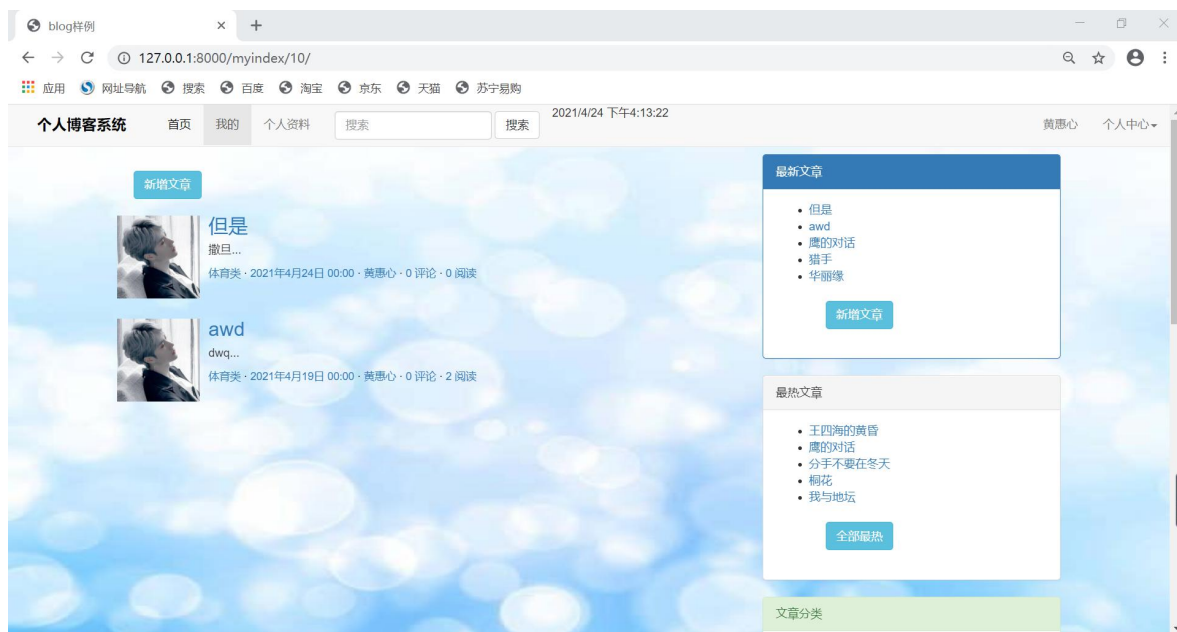 blog样例
127.0.0.1:8000/myindex/10/
应用 网址导航 搜索 百度 淘宝 京东 天猫 苏宁易购
个人博客系统 首页 我的 个人资料 搜索 搜索 2021/4/24 下午4:13:22 黄惠心 个人中心
新增文章
但是
撒旦...
体育类 · 2021年4月24日 00:00 · 黄惠心 · 0 评论 · 0 阅读
awd
dwq...
体育类 · 2021年4月19日 00:00 · 黄惠心 · 0 评论 · 2 阅读
最新文章
但是
awd
鹰的对话
猎手
华丽缘
新增文章
最热文章
王四海的黄昏
鹰的对话
分手不要在冬天
桐花
我与地坛
全部最热
文章分类